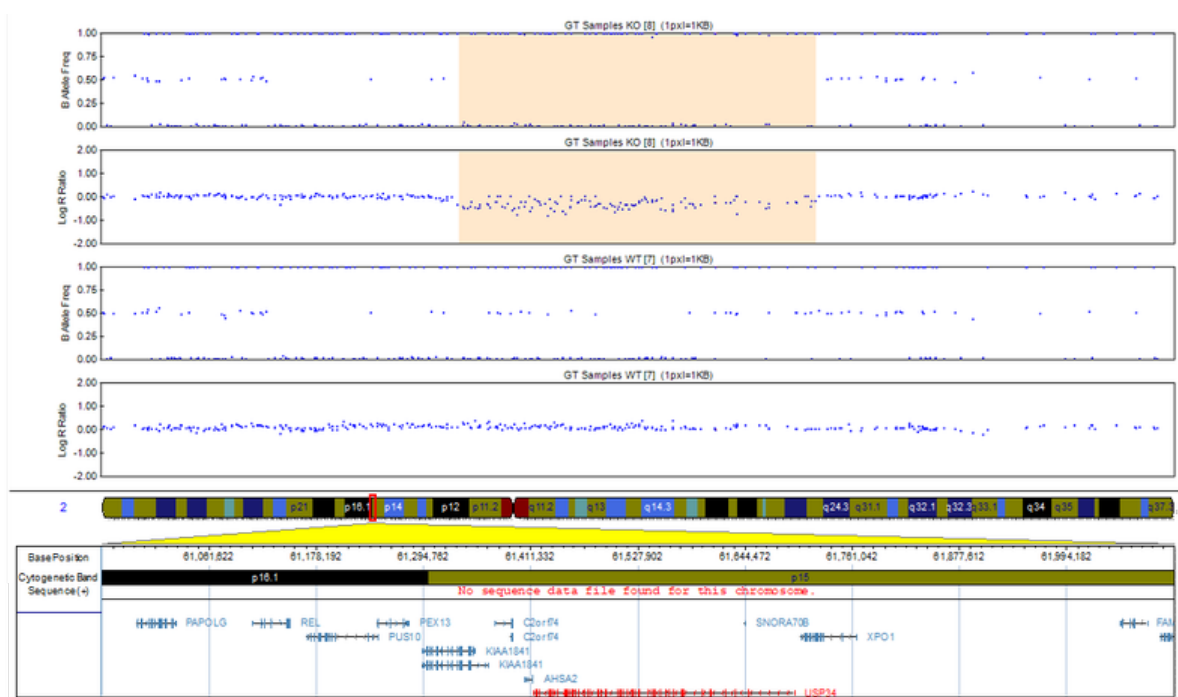 GT Samples KO [8] (1pxl=1KB)
B Allele Freq
1.00
0.75
0.50
0.25
0.00
GT Samples KO [8] (1pxl=1KB)
Log R Ratio
2.00
1.00
0.00
-1.00
-2.00
GT Samples WT [7] (1pxl=1KB)
B Allele Freq
1.00
0.75
0.50
0.25
0.00
GT Samples WT [7] (1pxl=1KB)
Log R Ratio
2.00
1.00
0.00
-1.00
-2.00
2 p21 p16.1 p14 p12 p11.2 q11.2 q13 q14.3 q24.3 q31.1 q32.1 q32.3 q33.1 q34 q35 q37.3
Base Position 61,061,622 61,178,192 61,294,762 61,411,332 61,527,902 61,644,472 61,761,042 61,877,612 61,994,182
Cytogenetic Band p16.1 p15
Sequence (+) No sequence data file found for this chromosome.
PAPOLG REL PEX13 C2orf74 SNORA70B FAM
PUS10 C2orf74 XPO1
KIAA1841
KIAA1841
AHSA2
USP34